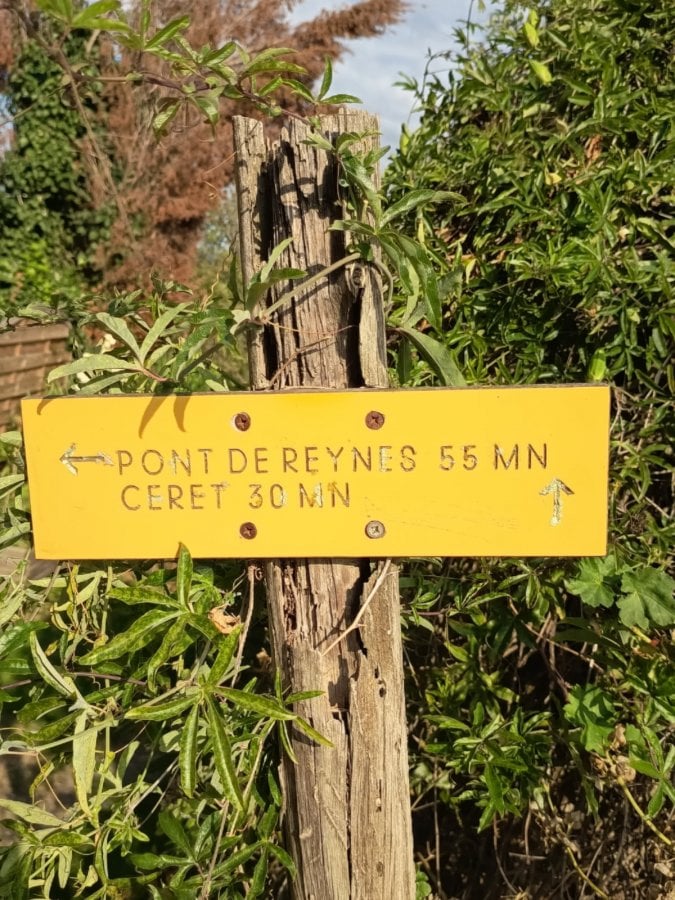 ← PONT DE REYNES 55 MN
CERET 30 MN ↑